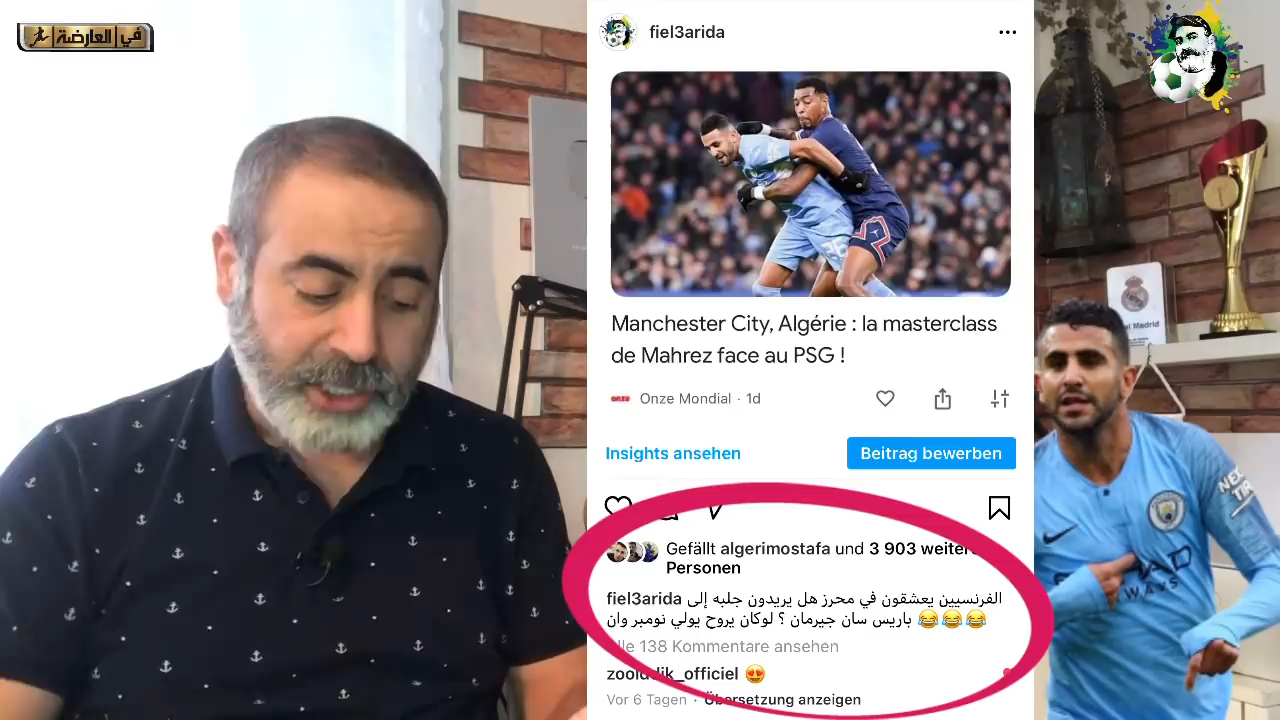 في العارضة
fiel3arida
Manchester City, Algérie : la masterclass
de Mahrez face au PSG !
Onze Mondial · 1d
Insights ansehen
Beitrag bewerben
Gefällt algerimostafa und 3 903 weitere
Personen
fiel3arida الفرنسيين يعشقون في محرز هل يريدون جلبه إلى
باريس سان جيرمان ؟ لوكان يروح يولي نومبر وان 😂😂😂
138 Kommentare ansehen
😍
Vor 6 Tagen · Übersetzung anzeigen
Madrid
WAYS